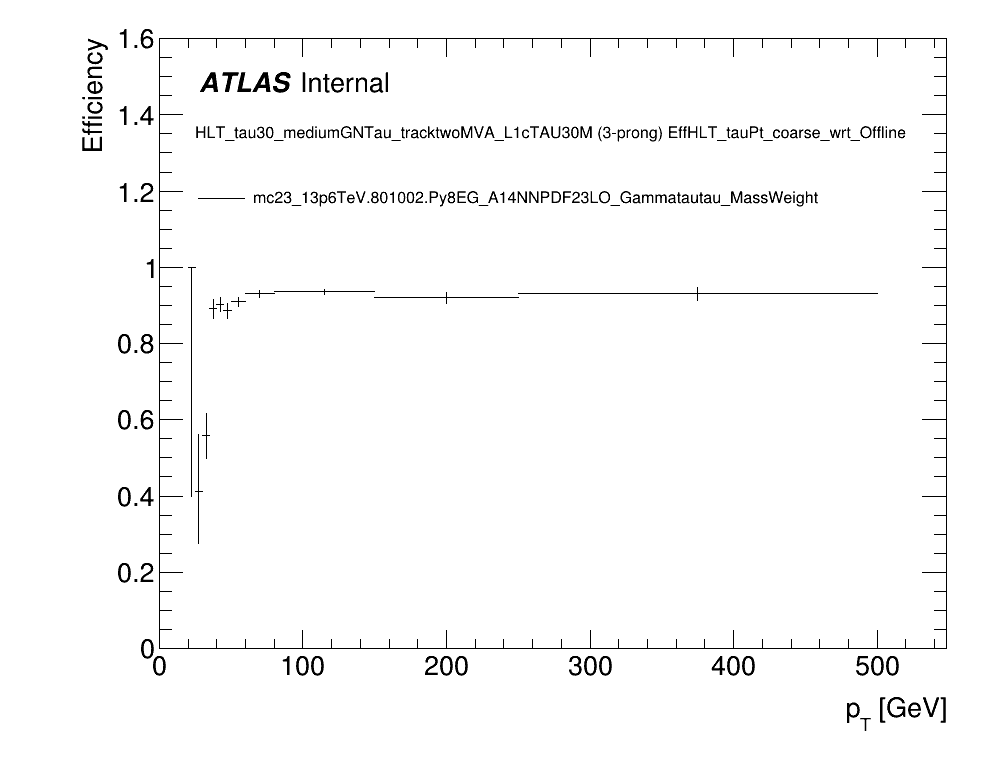 Efficiency
1.6
1.4
1.2
1
0.8
0.6
0.4
0.2
0
ATLAS Internal
HLT_tau30_mediumGNTau_tracktwoMVA_L1cTAU30M (3-prong) EffHLT_tauPt_coarse_wrt_Offline
mc23_13p6TeV.801002.Py8EG_A14NNPDF23LO_Gammatautau_MassWeight
0 100 200 300 400 500
p_T [GeV]